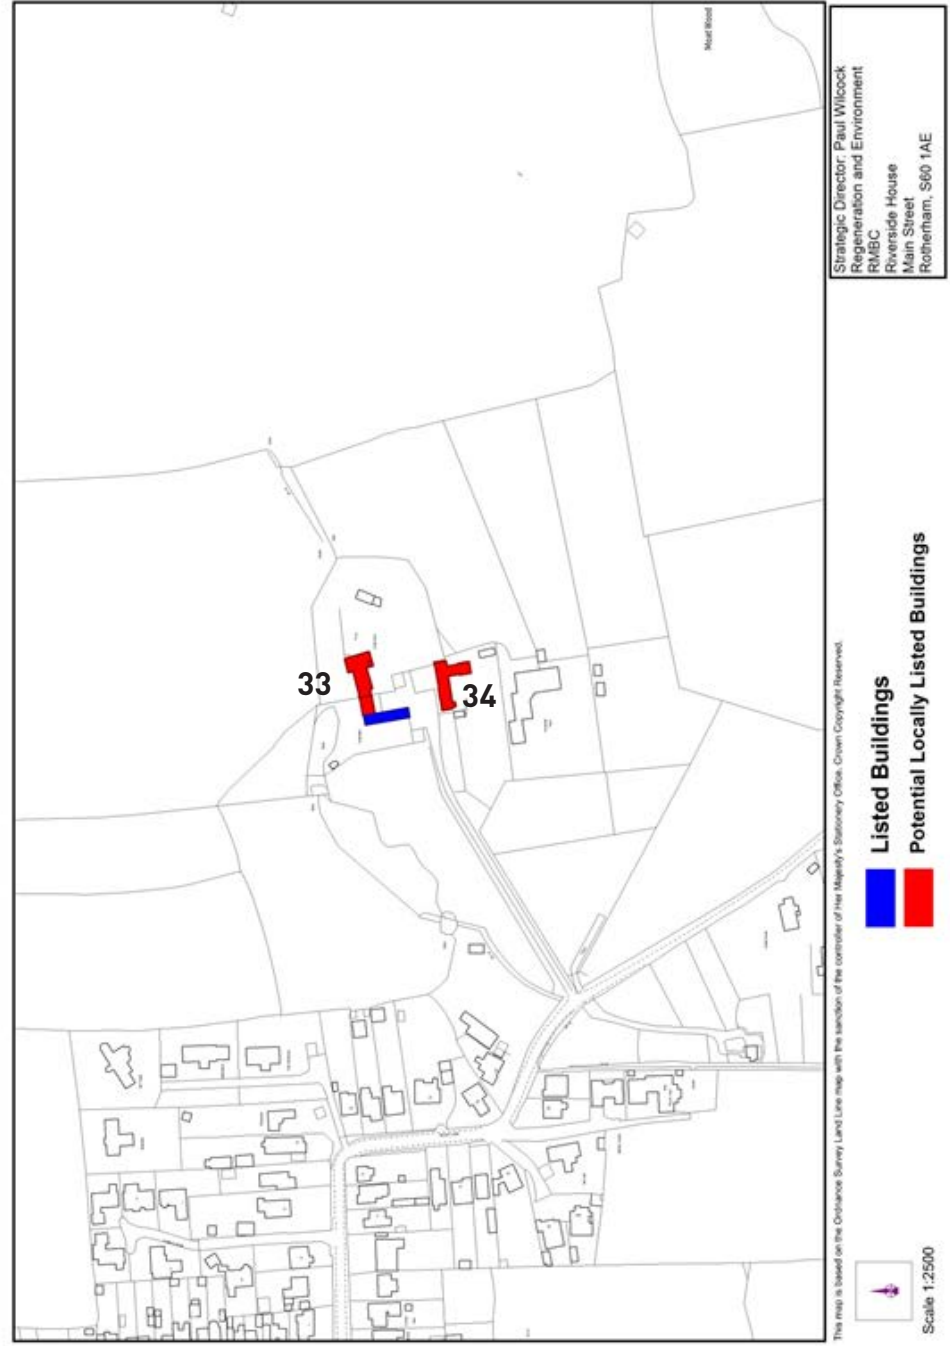 Moat Wood
33
34
This map is based on the Ordnance Survey Land Line map with the sanction of the controller of Her Majesty's Stationery Office. Crown Copyright Reserved.
Strategic Director: Paul Wilcock
Regeneration and Environment
RMBC
Riverside House
Main Street
Rotherham, S60 1AE
Listed Buildings
Potential Locally Listed Buildings
Scale 1:2500